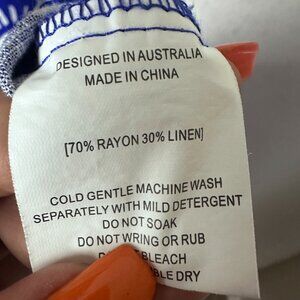 DESIGNED IN AUSTRALIA
MADE IN CHINA
[70% RAYON 30% LINEN]
COLD GENTLE MACHINE WASH
SEPARATELY WITH MILD DETERGENT
DO NOT SOAK
DO NOT WRING OR RUB
BLEACH
DRY